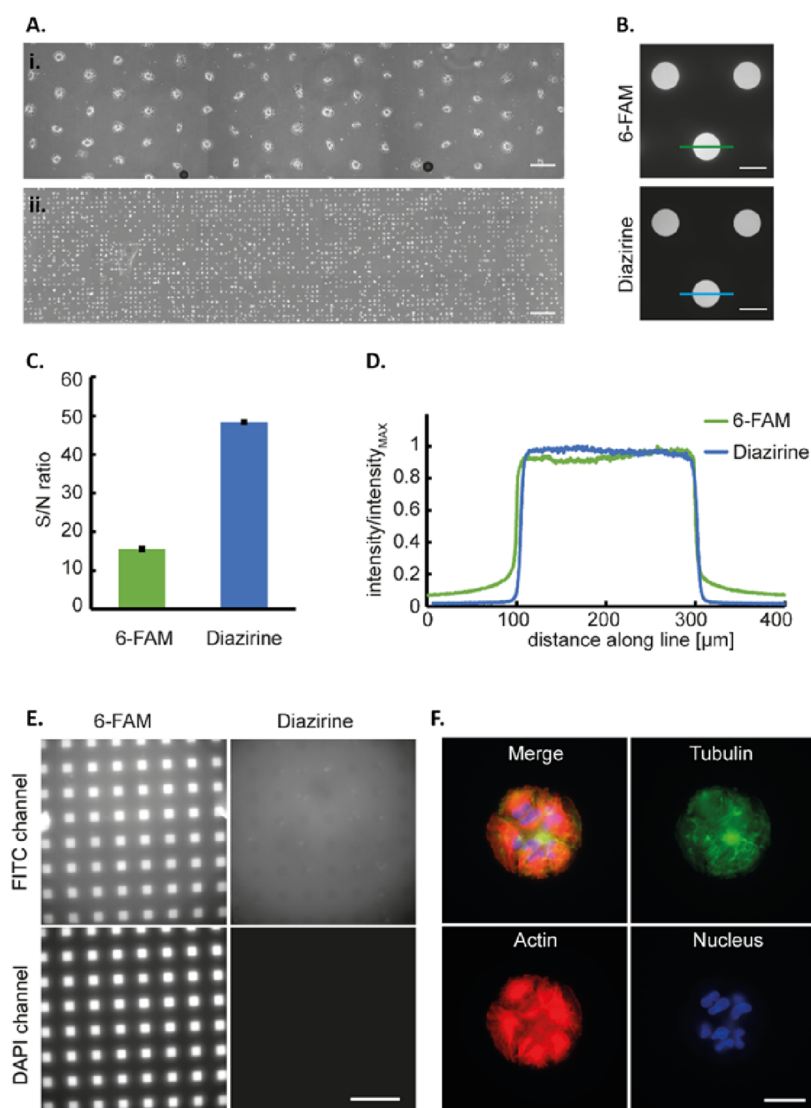 A.
i.
ii.
B.
6-FAM
Diazirine
C.
S/N ratio
60
50
40
30
20
10
0
6-FAM
Diazirine
D.
intensity/intensityMAX
1
0.8
0.6
0.4
0.2
0
0
100
200
300
400
distance along line [µm]
6-FAM
Diazirine
E.
6-FAM
Diazirine
FITC channel
DAPI channel
F.
Merge
Tubulin
Actin
Nucleus